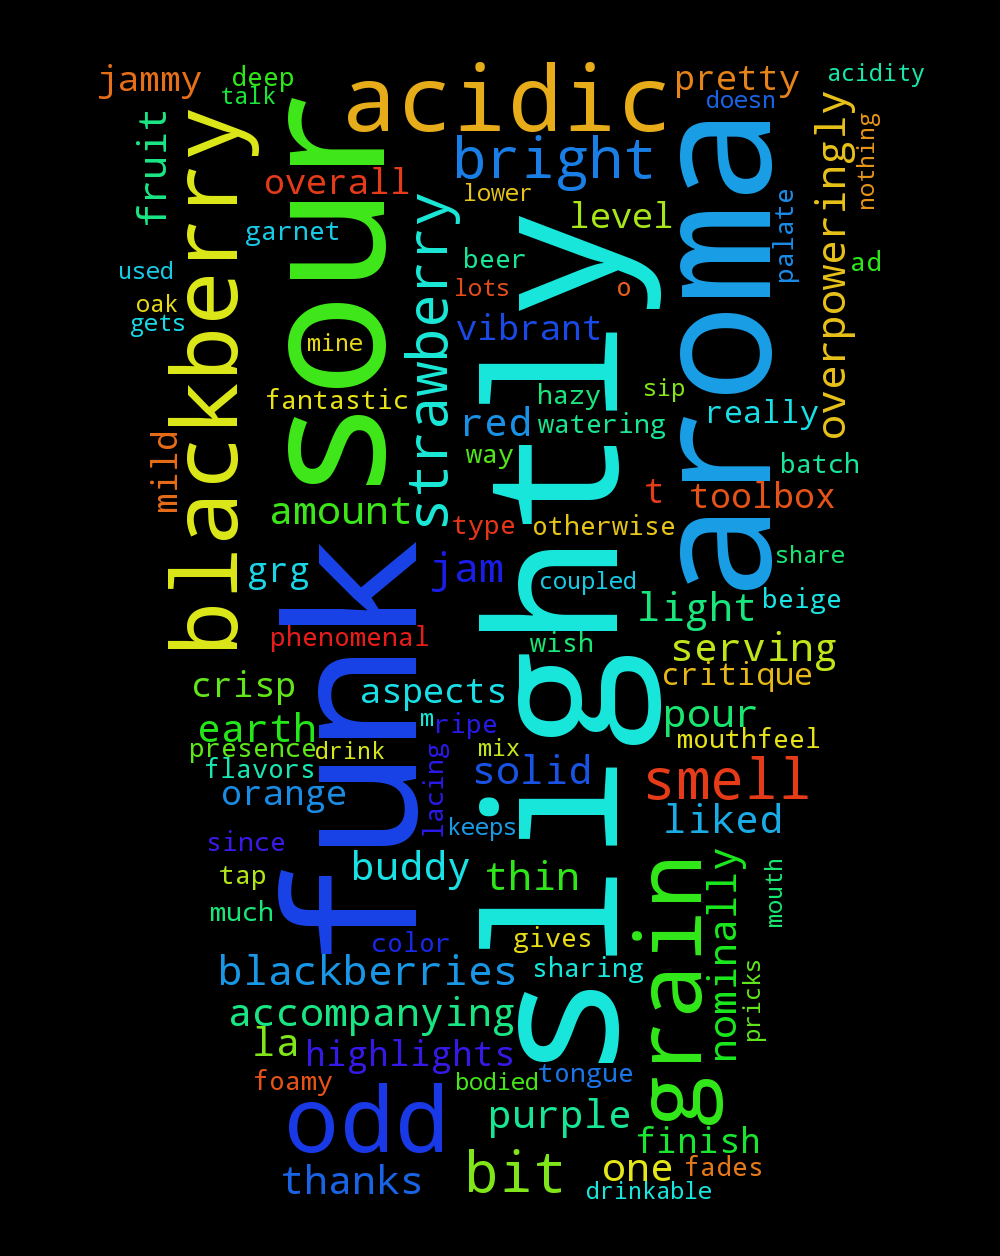 jammy
deep
talk
acidic
pretty
acidity
doesn
fruit
blackberry
sour
overall
bright
lower
aroma
overpoweringly
nothing
palate
ad
garnet
used
oak
gets
mine
fantastic
strawberry
level
beer
lots
o
vibrant
slightly
hazy
sip
red
watering
really
way
batch
mild
amount
type
otherwise
t
toolbox
share
grg
jam
coupled
light
beige
funk
phenomenal
wish
serving
critique
crisp
aspects
earth
m
ripe
pour
presence
drink
mix
mouthfeel
flavors
orange
lacing
solid
smell
since
keeps
liked
tap
buddy
thin
grain
nominally
mouth
much
color
gives
blackberries
sharing
pricks
accompanying
la
highlights
foamy
bodied
tongue
odd
purple
finish
thanks
bit
one
fades
drinkable